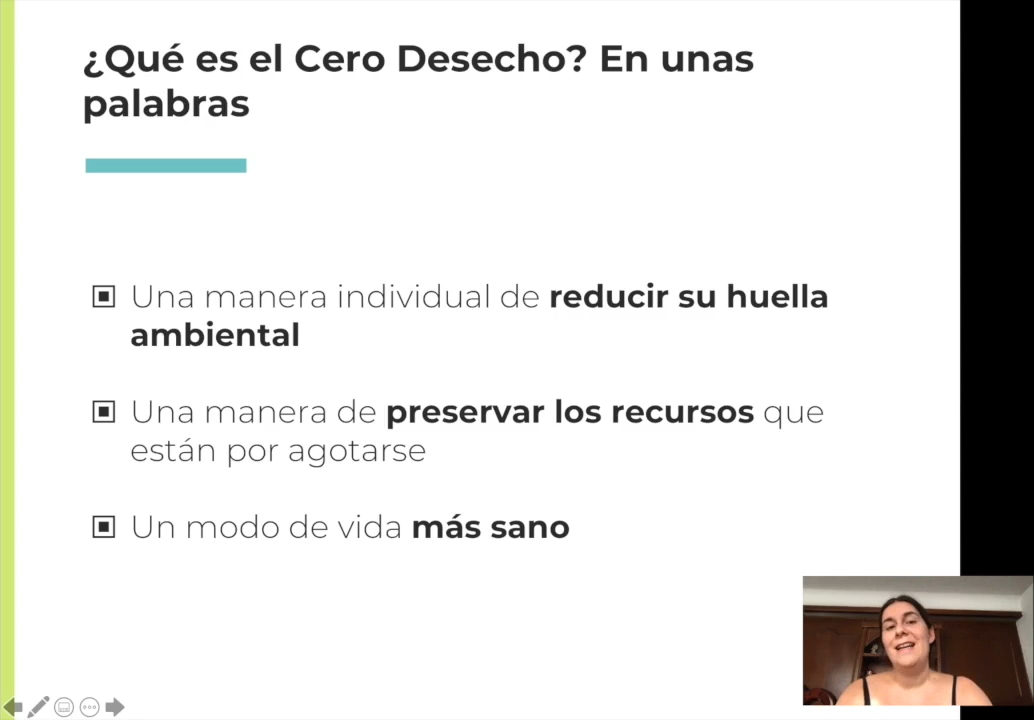 ¿Qué es el Cero Desecho? En unas
palabras
Una manera individual de reducir su huella
ambiental
Una manera de preservar los recursos que
están por agotarse
Un modo de vida más sano